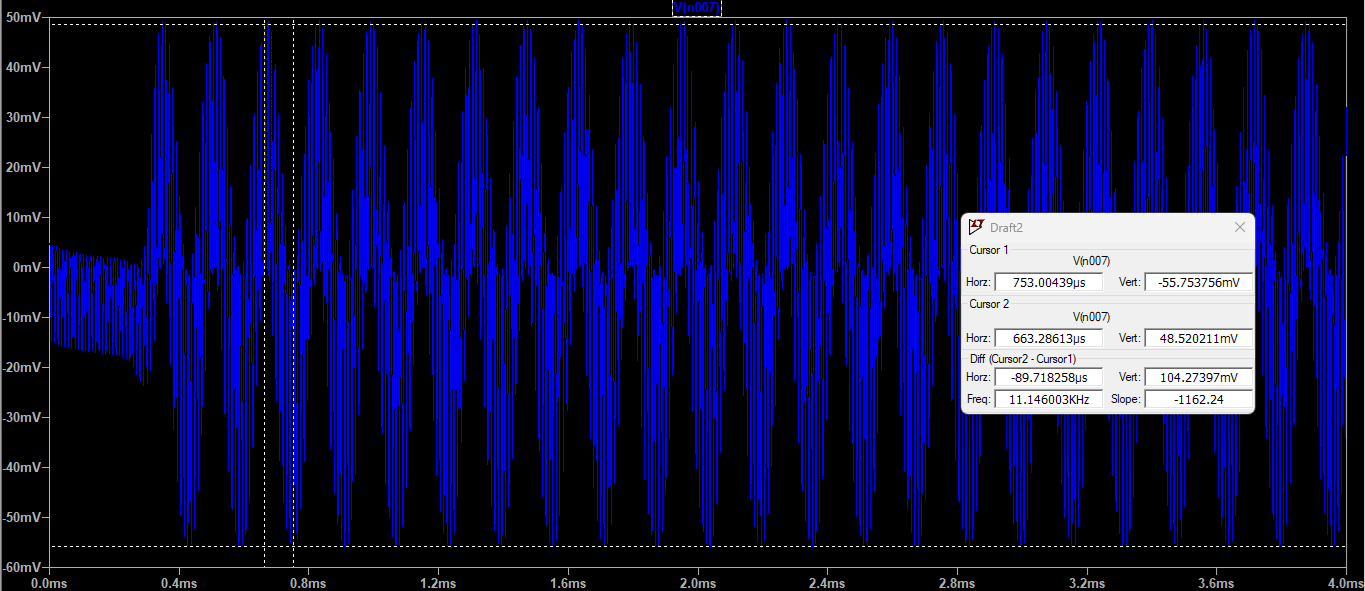 V(n007)
50mV
40mV
30mV
20mV
10mV
0mV
-10mV
-20mV
-30mV
-40mV
-50mV
-60mV
0.0ms 0.4ms 0.8ms 1.2ms 1.6ms 2.0ms 2.4ms 2.8ms 3.2ms 3.6ms 4.0ms
Draft2
Cursor 1
V(n007)
Horz: 753.00439µs Vert: -55.753756mV
Cursor 2
V(n007)
Horz: 663.28613µs Vert: 48.520211mV
Diff (Cursor2 - Cursor1)
Horz: -89.718258µs Vert: 104.27397mV
Freq: 11.146003KHz Slope: -1162.24